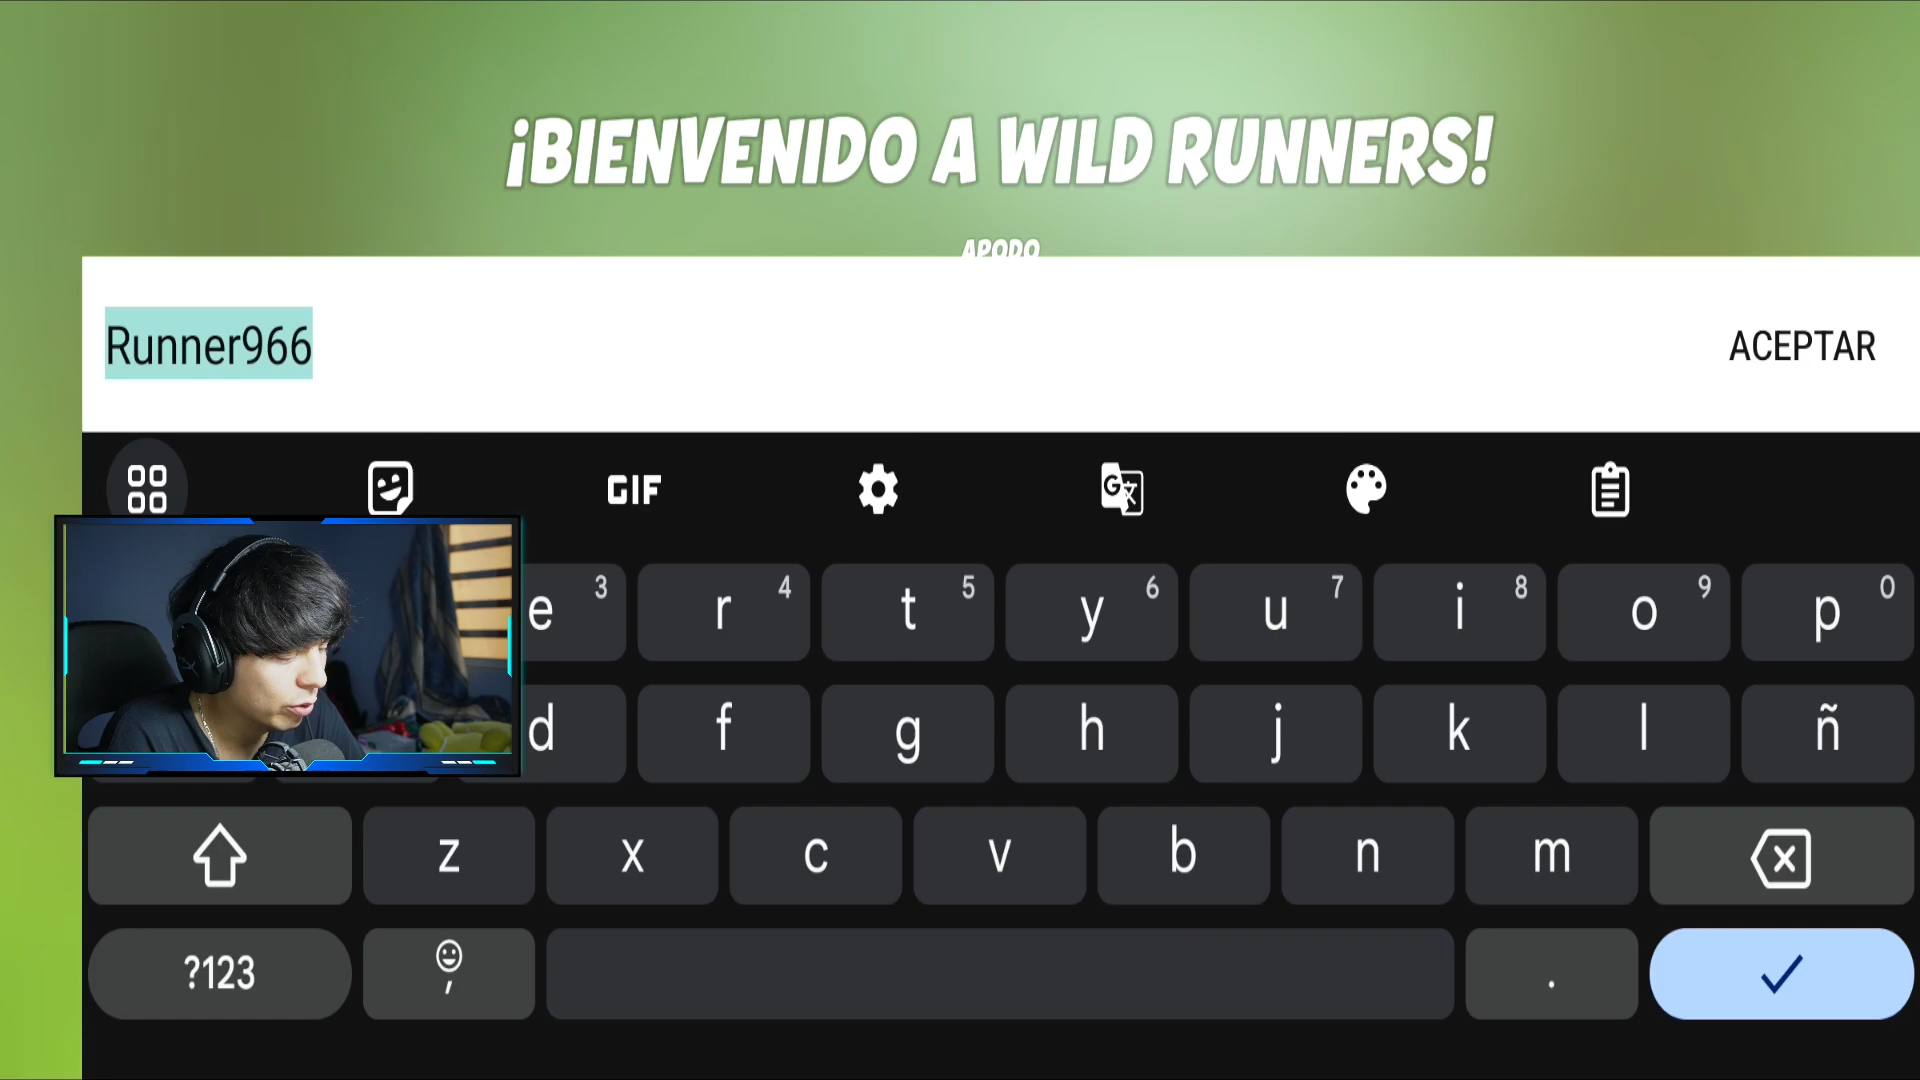 ¡BIENVENIDO A WILD RUNNERS!
APODO
Runner966
ACEPTAR
GIF
e 3 r 4 t 5 y 6 u 7 i 8 o 9 p 0
d f g h j k l ñ
z x c v b n m
?123 , .